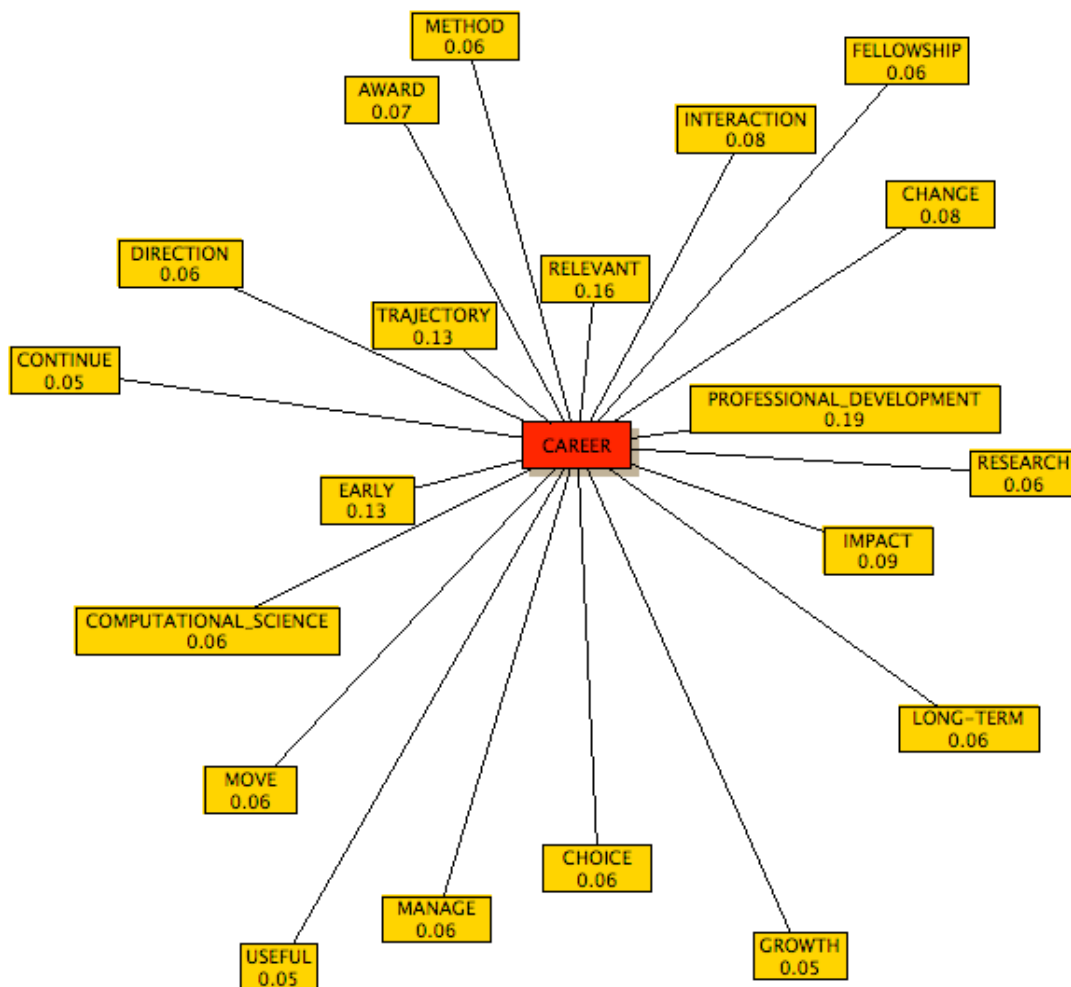 METHOD
0.06
FELLOWSHIP
0.06
AWARD
0.07
INTERACTION
0.08
CHANGE
0.08
DIRECTION
0.06
RELEVANT
0.16
TRAJECTORY
0.13
CONTINUE
0.05
PROFESSIONAL_DEVELOPMENT
0.19
CAREER
RESEARCH
0.06
EARLY
0.13
IMPACT
0.09
COMPUTATIONAL_SCIENCE
0.06
LONG-TERM
0.06
MOVE
0.06
CHOICE
0.06
MANAGE
0.06
GROWTH
0.05
USEFUL
0.05